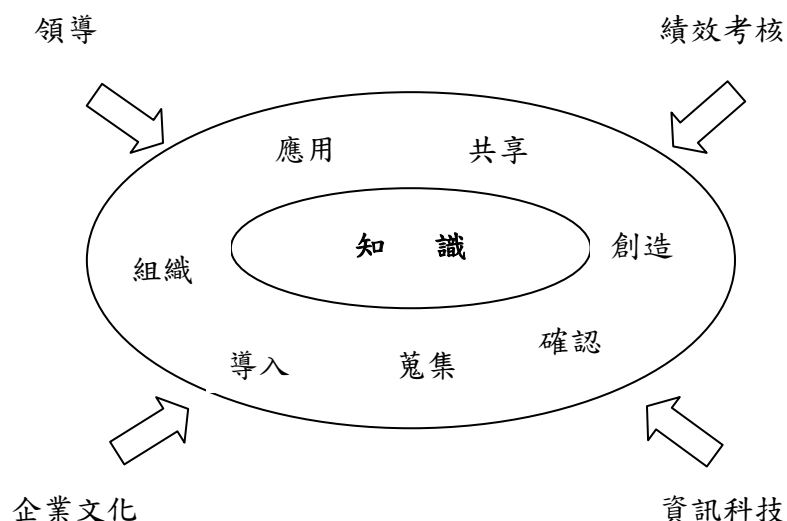 領導
績效考核
應用
共享
知 識
創造
組織
確認
導入
蒐集
企業文化
資訊科技